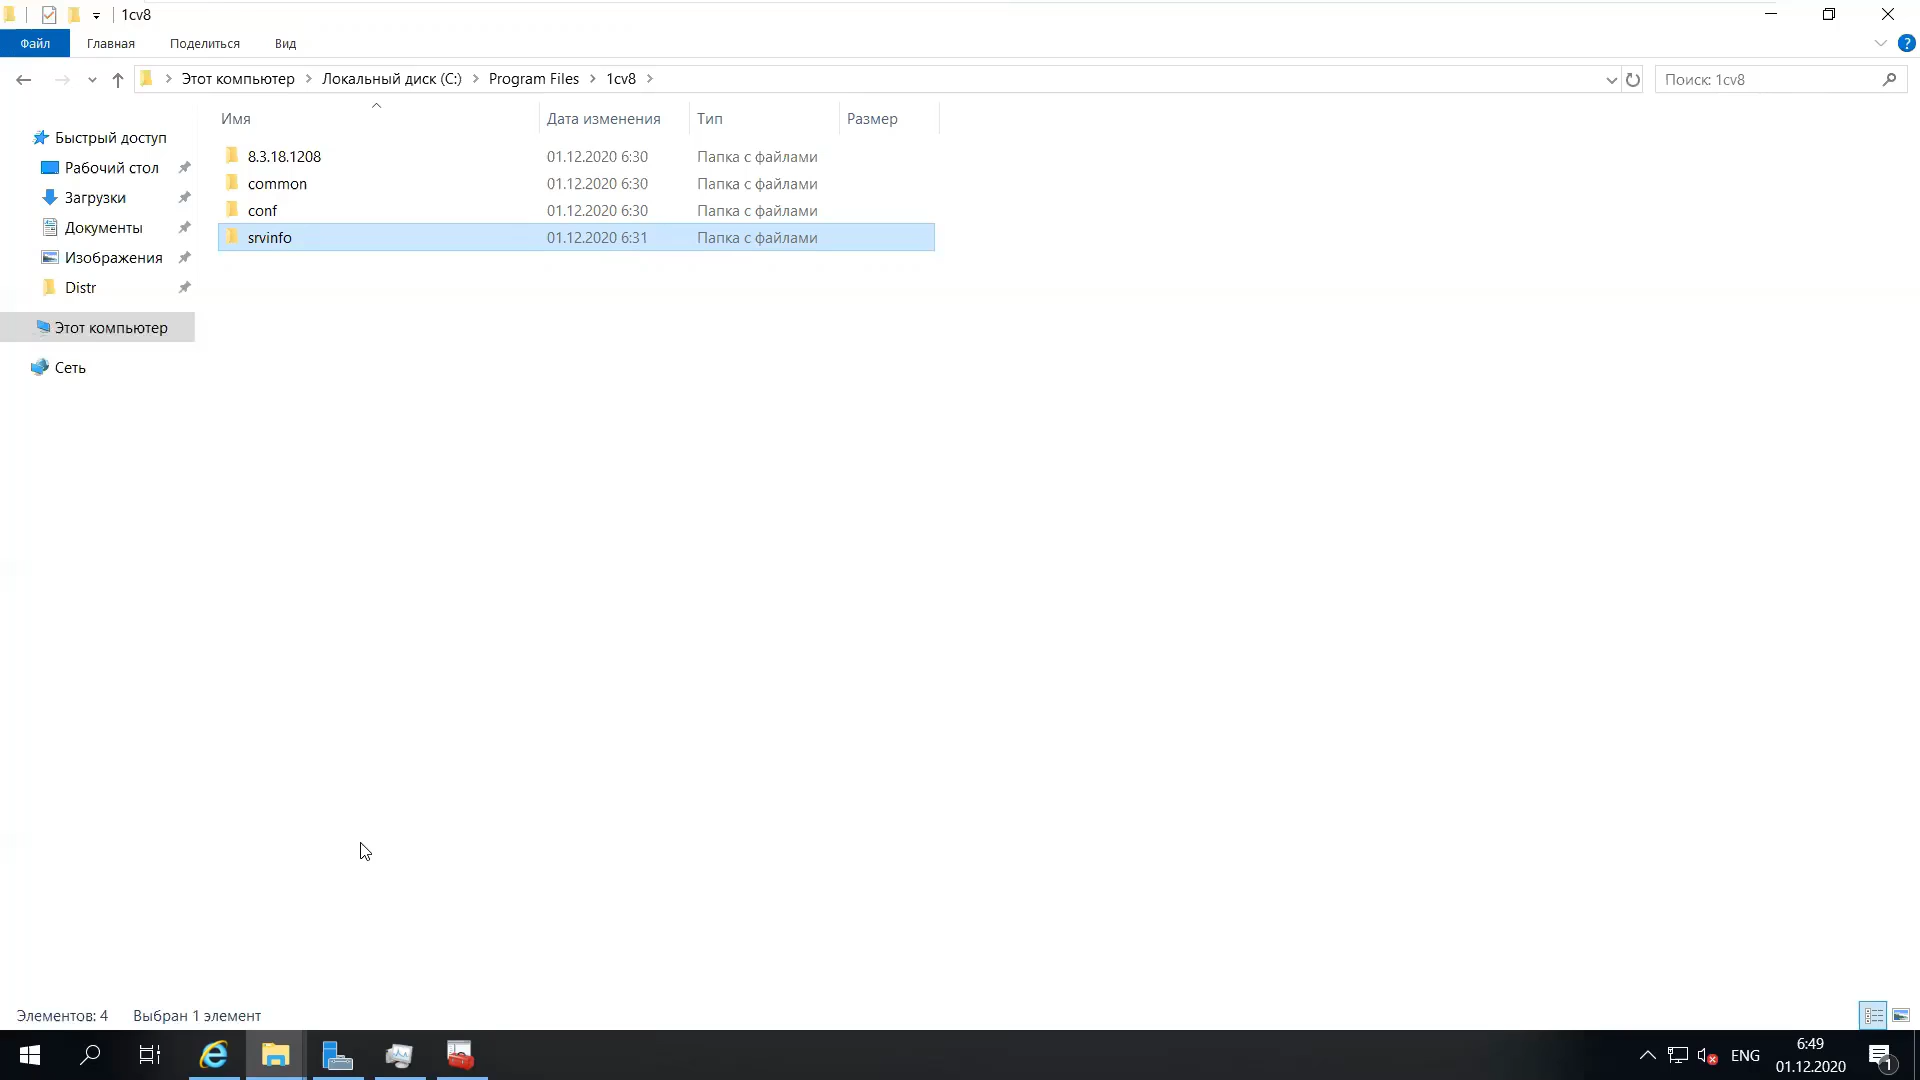 1cv8
Файл Главная Поделиться Вид
Этот компьютер Локальный диск (C:) Program Files 1cv8 Поиск: 1cv8
Имя Дата изменения Тип Размер
Быстрый доступ
Рабочий стол
Загрузки
Документы
Изображения
Distr
Этот компьютер
Сеть
8.3.18.1208 01.12.2020 6:30 Папка с файлами
common 01.12.2020 6:30 Папка с файлами
conf 01.12.2020 6:30 Папка с файлами
srvinfo 01.12.2020 6:31 Папка с файлами
Элементов: 4 Выбран 1 элемент
ENG
6:49
01.12.2020
1